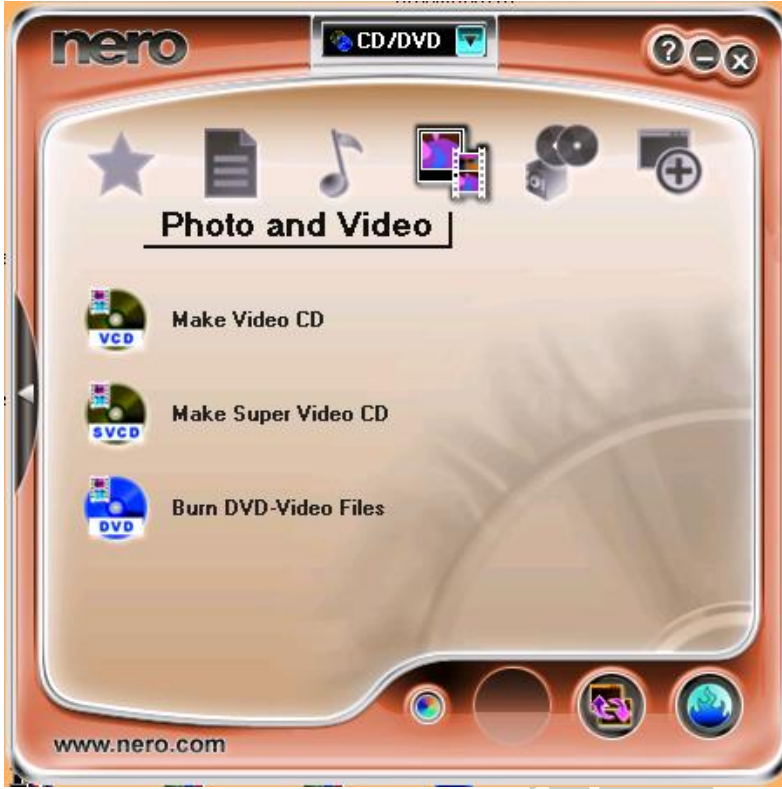 nero
CD/DVD
?
Photo and Video
VCD
Make Video CD
SVCD
Make Super Video CD
DVD
Burn DVD-Video Files
www.nero.com